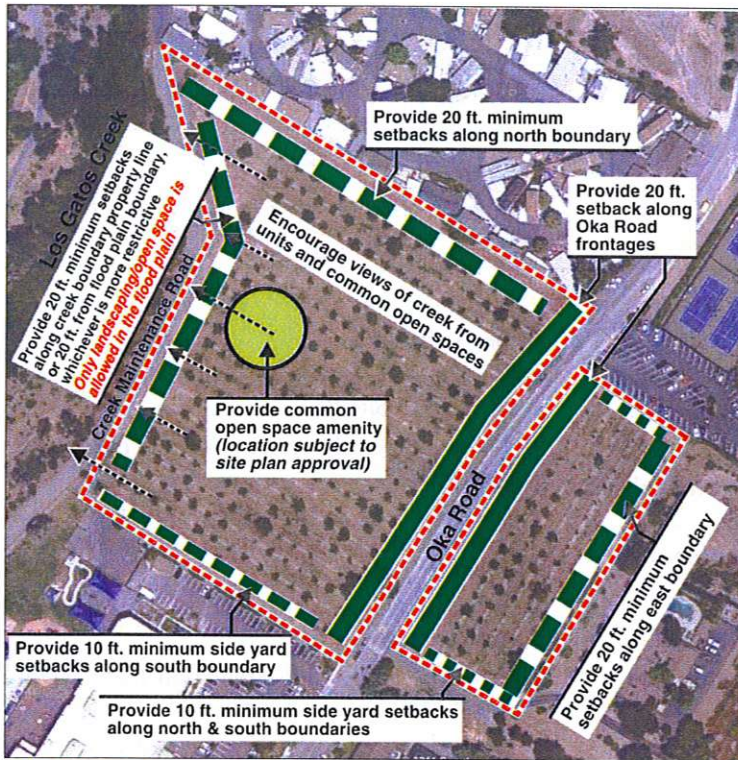 Provide 20 ft. minimum
setbacks along north boundary
Provide 20 ft.
setback along
Oka Road
frontages
Los Gatos Creek
Provide 20 ft. minimum setbacks
along creek boundary property line
or 20 ft. from flood plain boundary,
whichever is more restrictive
Only landscaping/open space is
allowed in the flood plain
Creek Maintenance Road
Encourage views of creek from
units and common open spaces
Provide common
open space amenity
(location subject to
site plan approval)
Oka Road
Provide 20 ft. minimum
setbacks along east boundary
Provide 10 ft. minimum side yard
setbacks along south boundary
Provide 10 ft. minimum side yard setbacks
along north & south boundaries